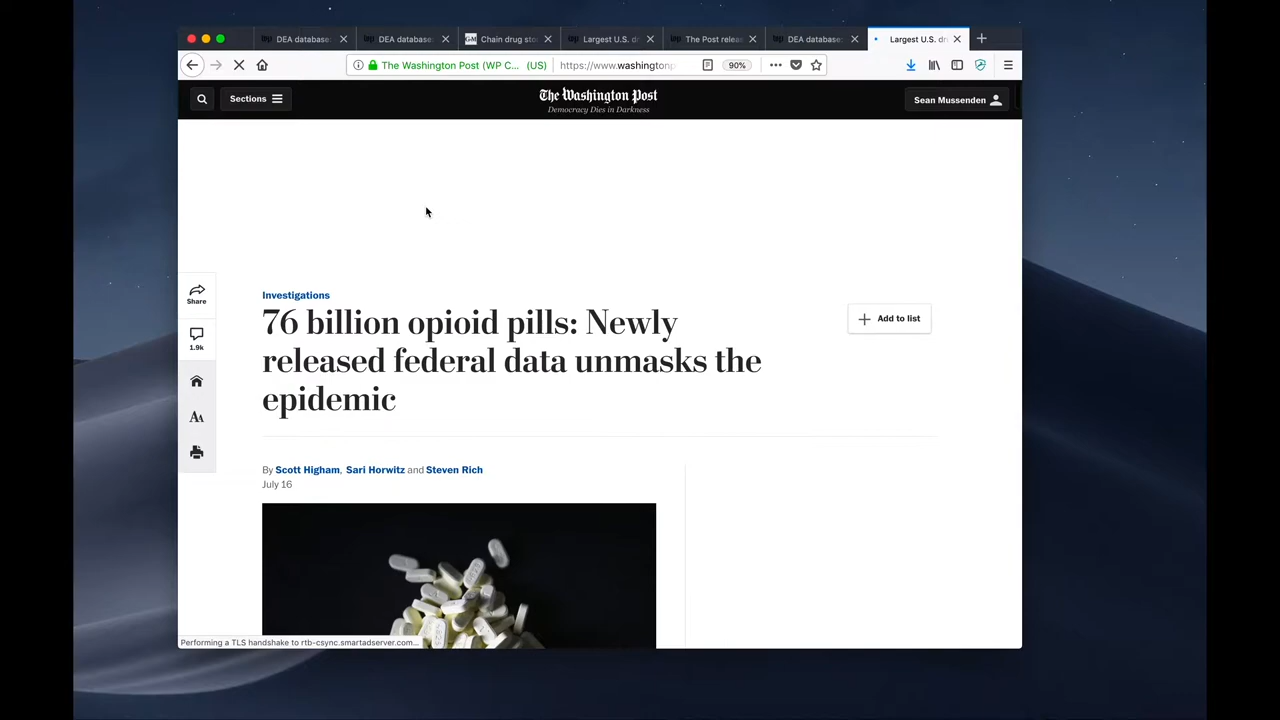 DEA database
DEA database
G&M
Chain drug sto
Largest U.S. d
The Post relea
DEA database
Largest U.S. d
The Washington Post (WP C... (US)
https://www.washingtonp
90%
Sections
The Washington Post
Democracy Dies in Darkness
Sean Mussenden
Share
1.9k
AA
Investigations
76 billion opioid pills: Newly
released federal data unmasks the
epidemic
Add to list
By Scott Higham, Sari Horwitz and Steven Rich
July 16
Performing a TLS handshake to rtb-csync.smartadserver.com...